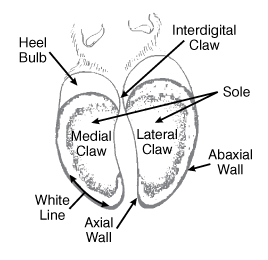 Interdigital
Claw
Heel
Bulb
Sole
Medial
Claw
Lateral
Claw
Abaxial
Wall
White
Line
Axial
Wall